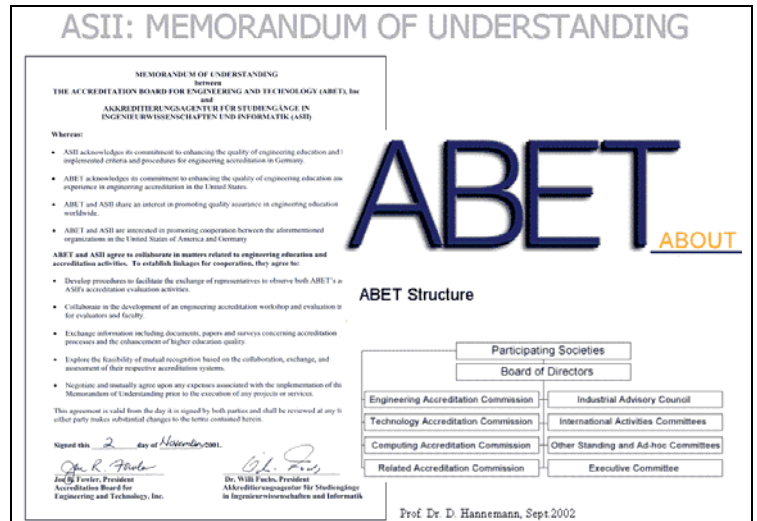 ASII: MEMORANDUM OF UNDERSTANDING
MEMORANDUM OF UNDERSTANDING
between
THE ACCREDITATION BOARD FOR ENGINEERING AND TECHNOLOGY (ABET), Inc
and
AKKREDITIERUNGSAGENTUR FÜR STUDIENGÄNGE IN
INGENIEURWISSENSCHAFTEN UND INFORMATIK (ASII)
Whereas:
• ASII acknowledges its commitment to enhancing the quality of engineering education and
implemented criteria and procedures for engineering accreditation in Germany.
• ABET acknowledges its commitment to enhancing the quality of engineering education
experience in engineering accreditation in the United States.
• ABET and ASII share an interest in promoting quality assurance in engineering education
worldwide.
• ABET and ASII are interested in promoting cooperation between the aforementioned
organizations in the United States of America and Germany
ABET and ASII agree to collaborate in matters related to engineering education and
accreditation activities. To establish linkages for cooperation, they agree to:
• Develop procedures to facilitate the exchange of representatives to observe both ABET's
ASII's accreditation evaluation activities.
• Collaborate in the development of an engineering accreditation workshop and evaluation
for evaluators and faculty.
• Exchange information including documents, papers and surveys concerning accreditation
processes and the enhancement of higher education quality.
• Explore the feasibility of mutual recognition based on the collaboration, exchange, and
assessment of their respective accreditation systems.
• Negotiate and mutually agree upon any expenses associated with the implementation of
Memorandum of Understanding prior to the execution of any projects or services.
This agreement is valid from the day it is signed by both parties and shall be reviewed at any
either party makes substantial changes to the terms contained herein.
Signed this 2 day of November 2001.
Joe R. Fowler
Joe R. Fowler, President
Accreditation Board for
Engineering and Technology, Inc.
Dr. Willi Fuchs, President
Akkreditierungsagentur für Studiengänge
in Ingenieurwissenschaften und Informatik
ABET
ABOUT
ABET Structure
Participating Societies
Board of Directors
Engineering Accreditation Commission
Industrial Advisory Council
Technology Accreditation Commission
International Activities Committees
Computing Accreditation Commission
Other Standing and Ad-hoc Committees
Related Accreditation Commission
Executive Committee
Prof. Dr. D. Hannemann, Sept.2002